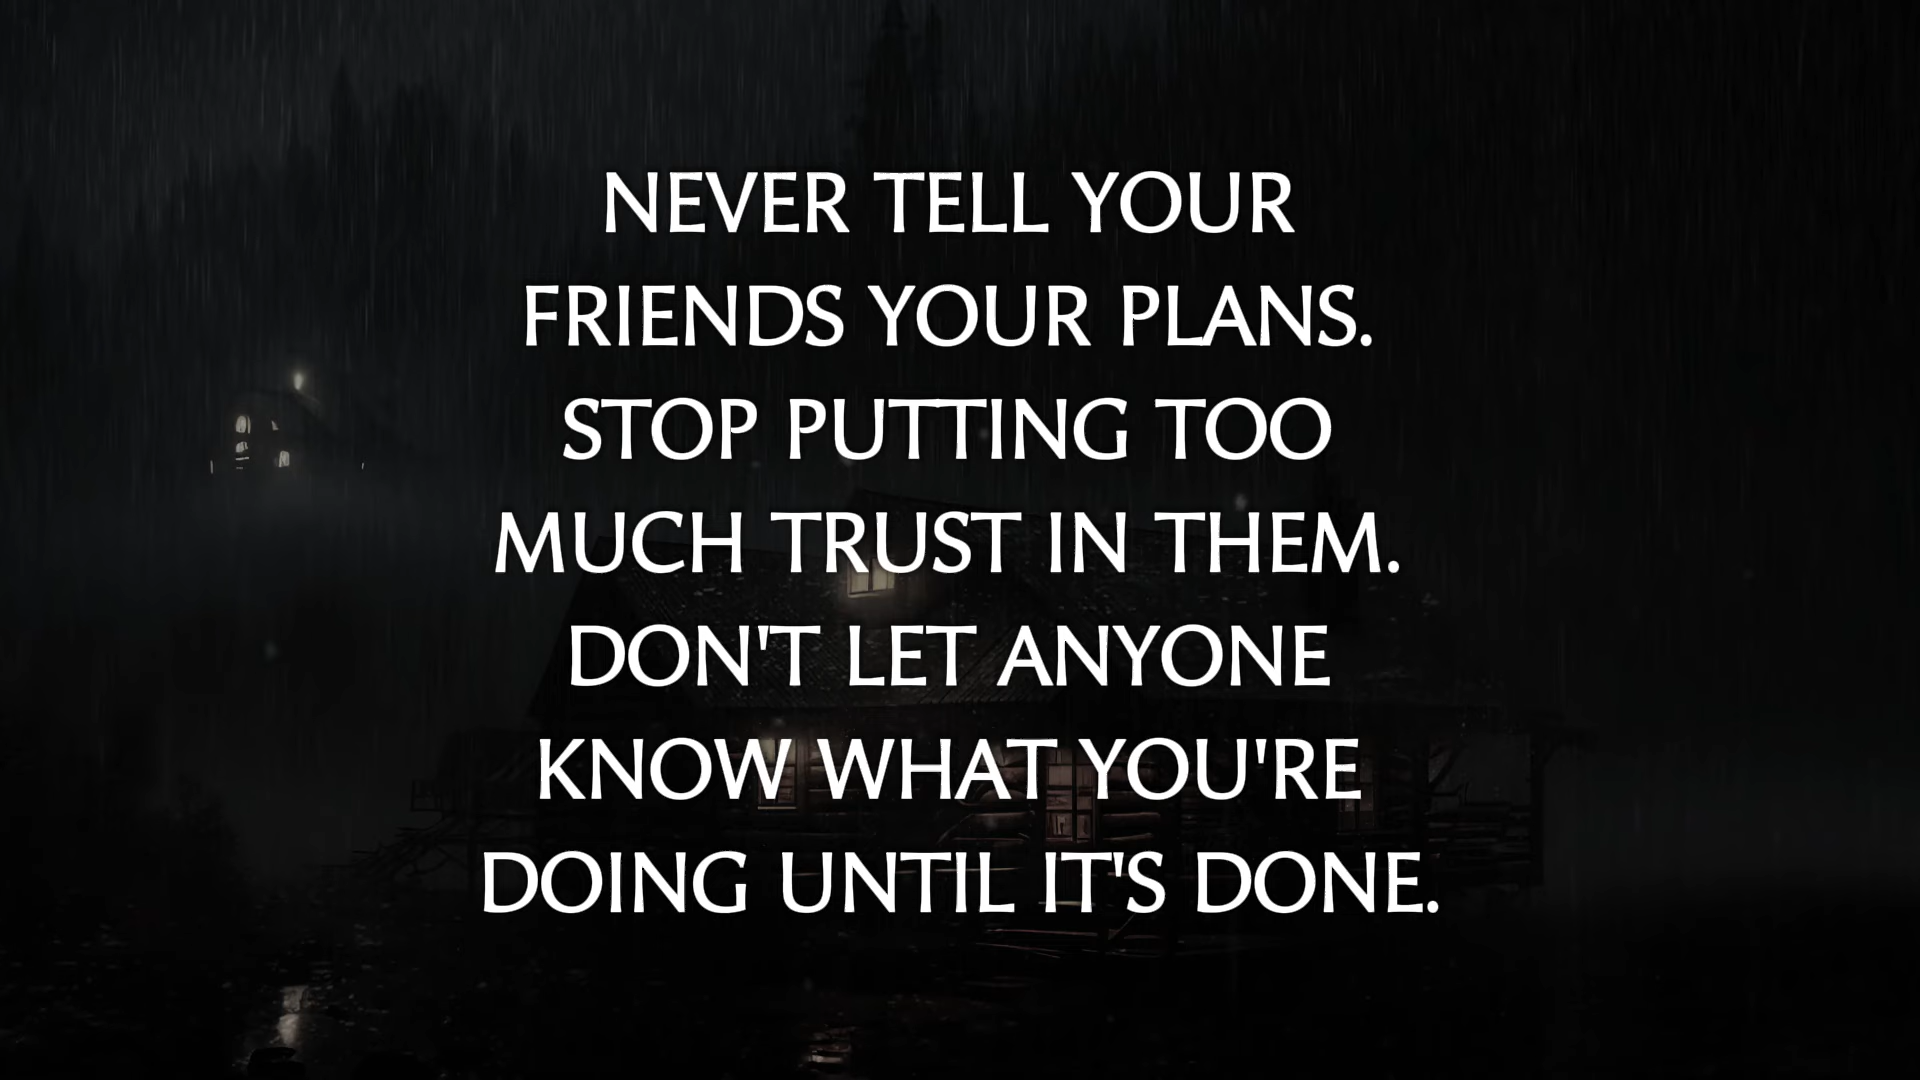 NEVER TELL YOUR
FRIENDS YOUR PLANS.
STOP PUTTING TOO
MUCH TRUST IN THEM.
DON'T LET ANYONE
KNOW WHAT YOU'RE
DOING UNTIL IT'S DONE.